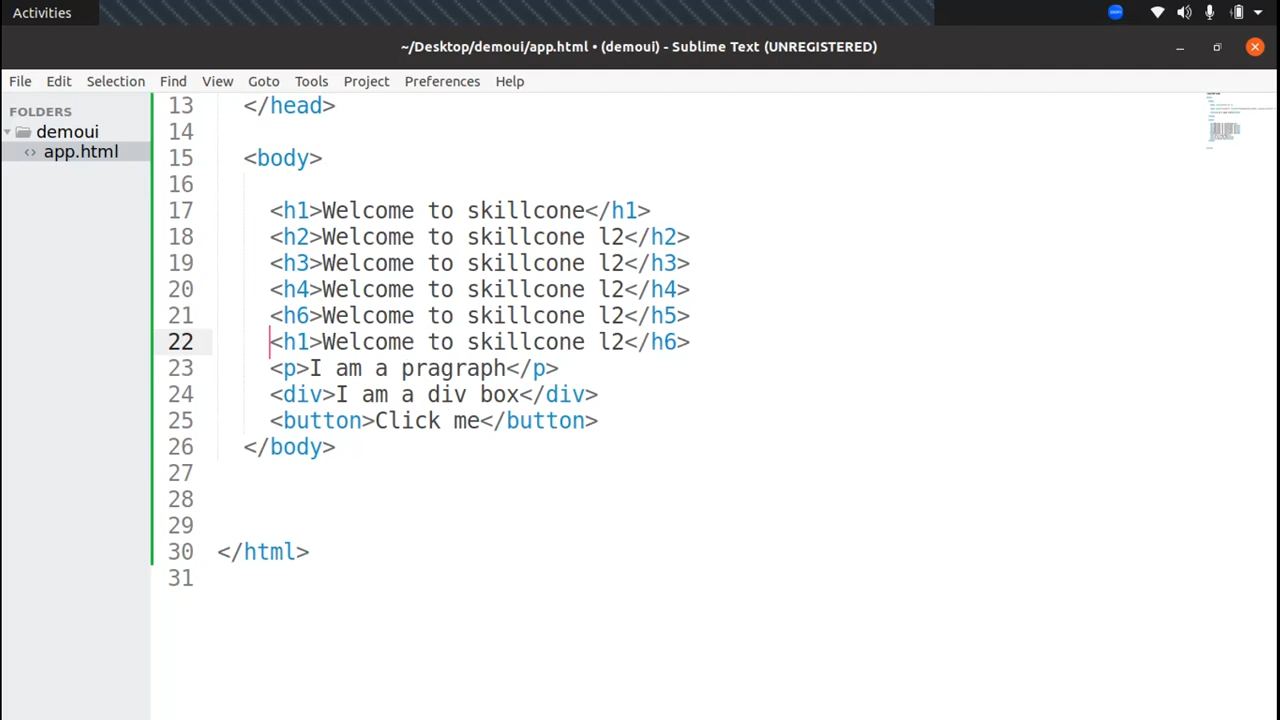 Activities
~/Desktop/demoui/app.html • (demoui) - Sublime Text (UNREGISTERED)
File Edit Selection Find View Goto Tools Project Preferences Help
FOLDERS
demoui
app.html
13 </head>
14
15 <body>
16
17 <h1>Welcome to skillcone</h1>
18 <h2>Welcome to skillcone l2</h2>
19 <h3>Welcome to skillcone l2</h3>
20 <h4>Welcome to skillcone l2</h4>
21 <h6>Welcome to skillcone l2</h5>
22 <h1>Welcome to skillcone l2</h6>
23 <p>I am a pragraph</p>
24 <div>I am a div box</div>
25 <button>Click me</button>
26 </body>
27
28
29
30 </html>
31